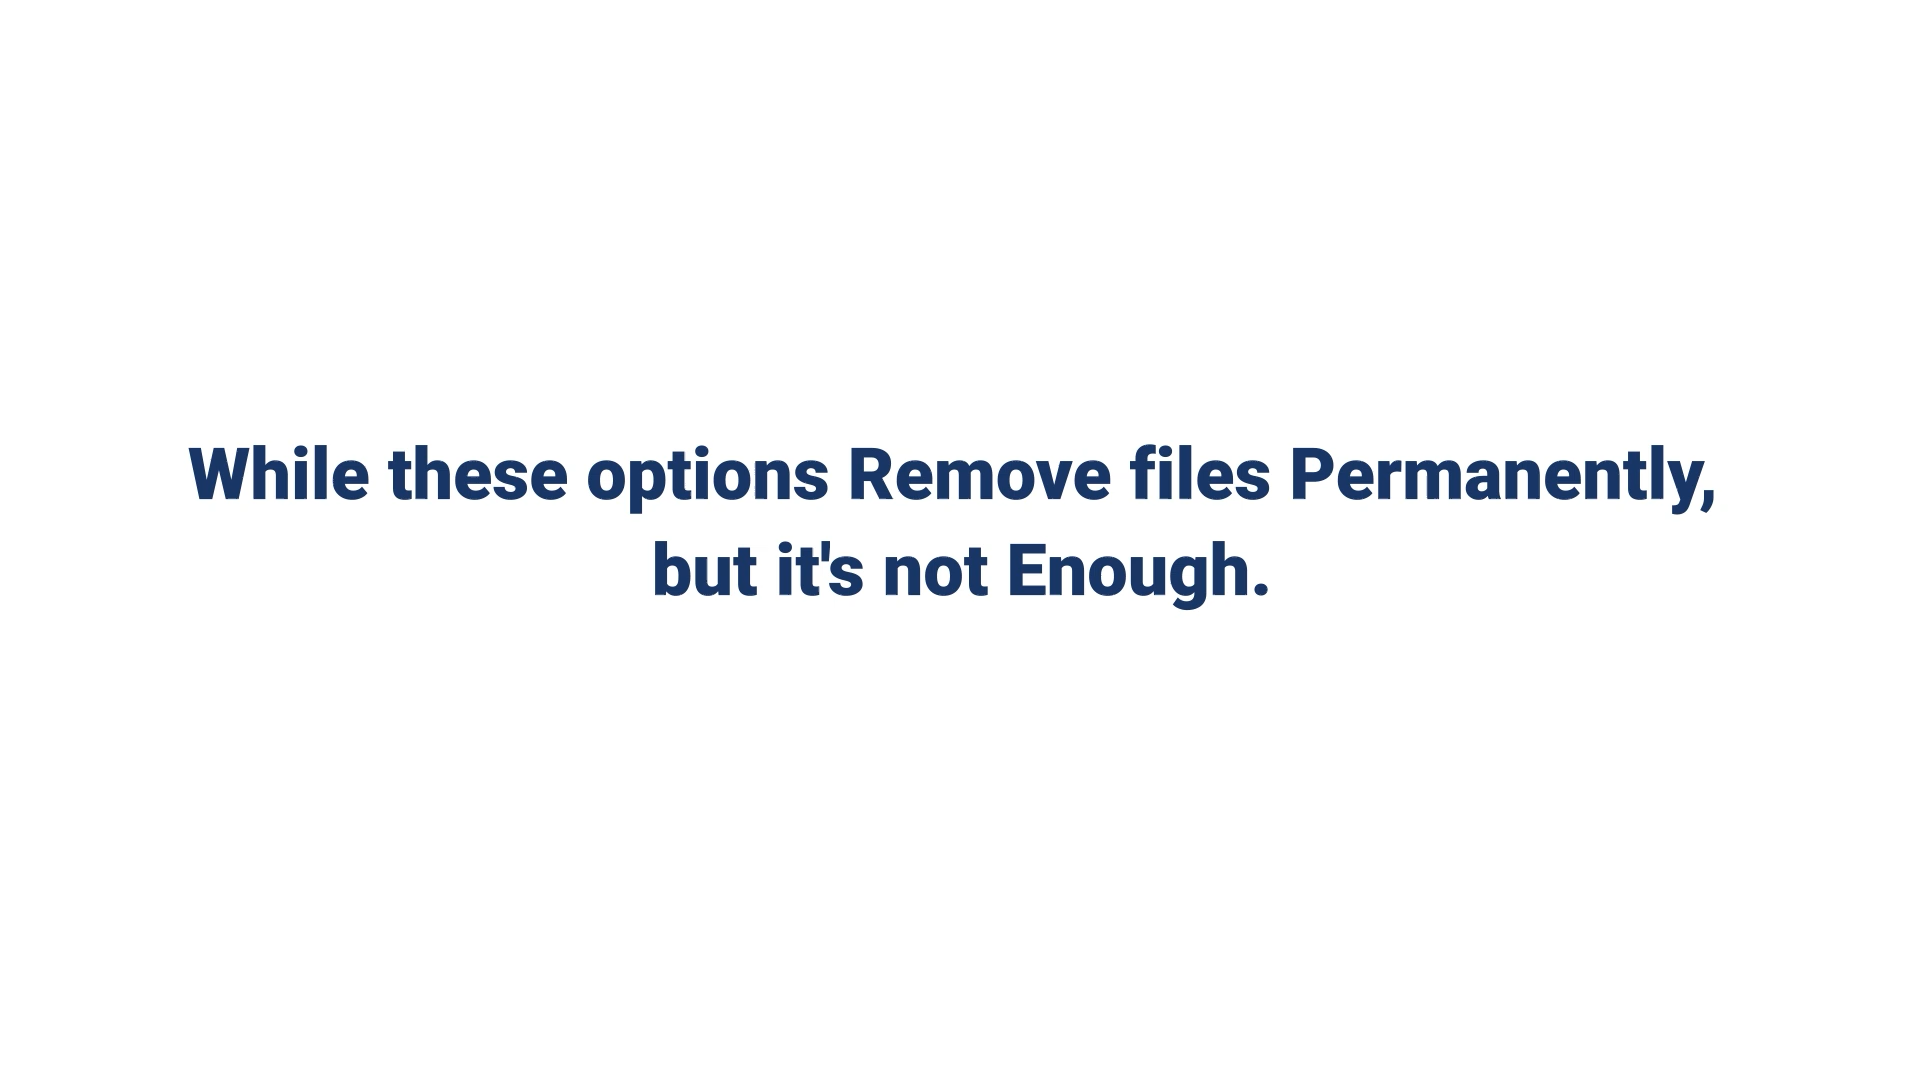 While these options Remove files Permanently,
but it's not Enough.